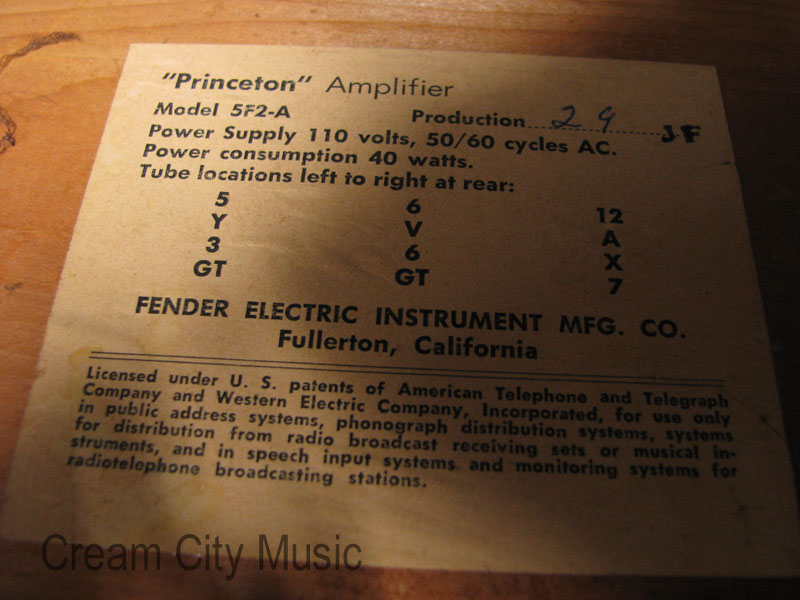 "Princeton" Amplifier
Model 5F2-A Production 29 JF
Power Supply 110 volts, 50/60 cycles AC.
Power consumption 40 watts.
Tube locations left to right at rear:
5 6 12
Y V A
3 6 X
GT GT 7
FENDER ELECTRIC INSTRUMENT MFG. CO.
Fullerton, California
Licensed under U. S. patents of American Telephone and Telegraph
Company and Western Electric Company, Incorporated, for use only
in public address systems, phonograph distribution systems, systems
for distribution from radio broadcast receiving sets or musical in-
struments, and in speech input systems and monitoring systems for
radiotelephone broadcasting stations.
Cream City Music